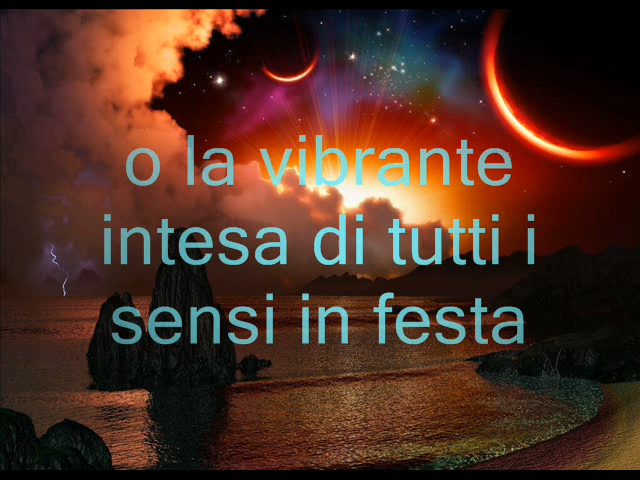 o la vibrante
intesa di tutti i
sensi in festa